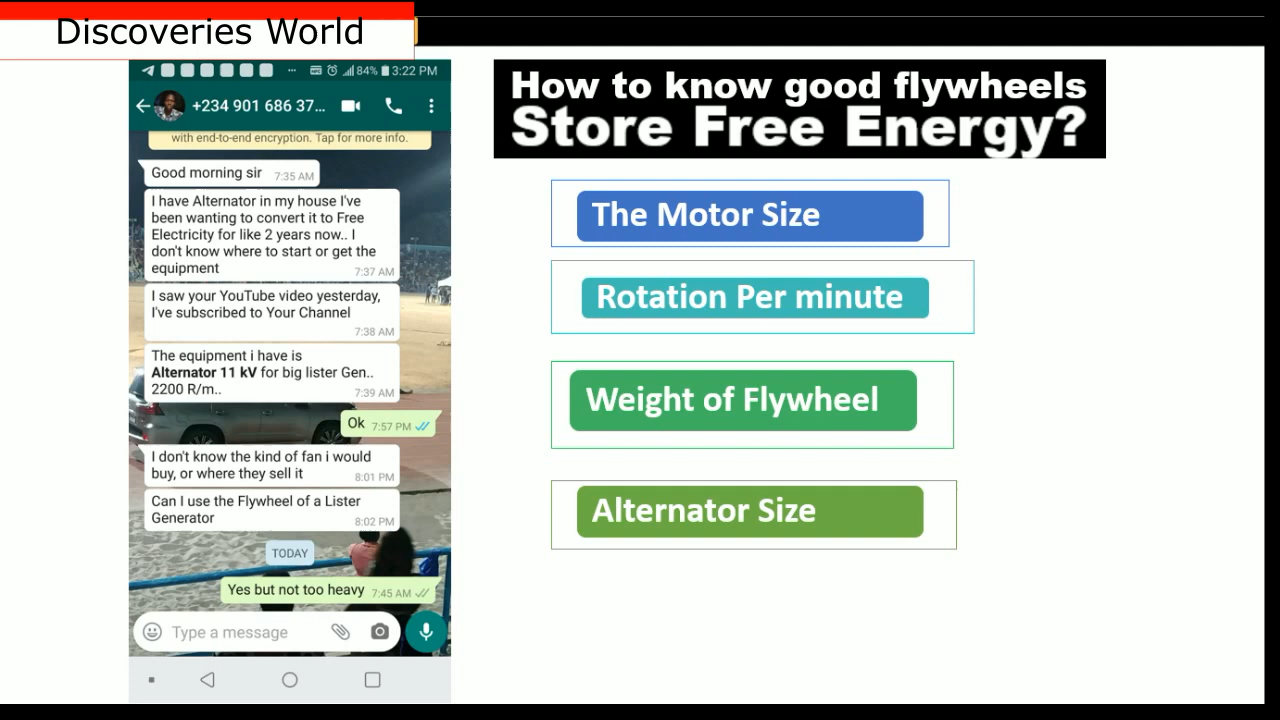 Discoveries World
84% 3:22 PM
+234 901 686 37...
with end-to-end encryption. Tap for more info.
Good morning sir 7:35 AM
I have Alternator in my house I've
been wanting to convert it to Free
Electricity for like 2 years now.. I
don't know where to start or get the
equipment 7:37 AM
I saw your YouTube video yesterday,
I've subscribed to Your Channel
7:38 AM
The equipment i have is
Alternator 11 kV for big lister Gen..
2200 R/m.. 7:39 AM
Ok 7:57 PM
I don't know the kind of fan i would
buy, or where they sell it 8:01 PM
Can I use the Flywheel of a Lister
Generator 8:02 PM
TODAY
Yes but not too heavy 7:45 AM
Type a message
How to know good flywheels
Store Free Energy?
The Motor Size
Rotation Per minute
Weight of Flywheel
Alternator Size